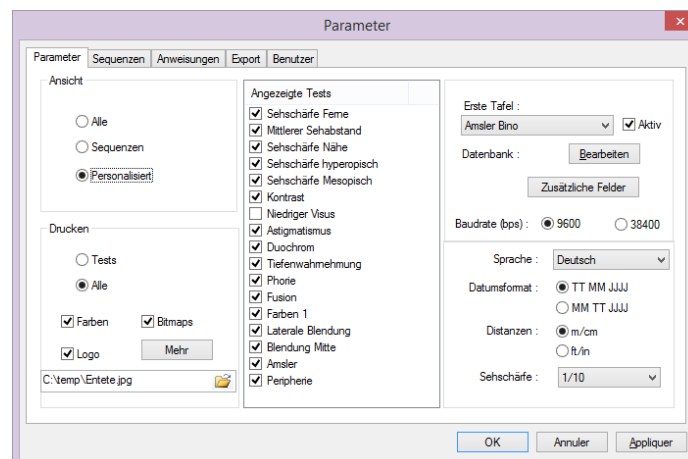 Parameter
Parameter Sequenzen Anweisungen Export Benutzer
Ansicht
Alle
Sequenzen
Personalisiert
Drucken
Tests
Alle
Farben Bitmaps
Logo Mehr
C:\temp\Entete.jpg
Angezeigte Tests
Sehschärfe Ferne
Mittlerer Sehabstand
Sehschärfe Nähe
Sehschärfe hyperopisch
Sehschärfe Mesopisch
Kontrast
Niedriger Visus
Astigmatismus
Duochrom
Tiefenwahrnehmung
Phorie
Fusion
Farben 1
Laterale Blendung
Blendung Mitte
Amsler
Peripherie
Erste Tafel :
Amsler Bino Aktiv
Datenbank : Bearbeiten
Zusätzliche Felder
Baudrate (bps) : 9600 38400
Sprache : Deutsch
Datumsformat : TT MM JJJJ
MM TT JJJJ
Distanzen : m/cm
ft/in
Sehschärfe : 1/10
OK Annuler Appliquer